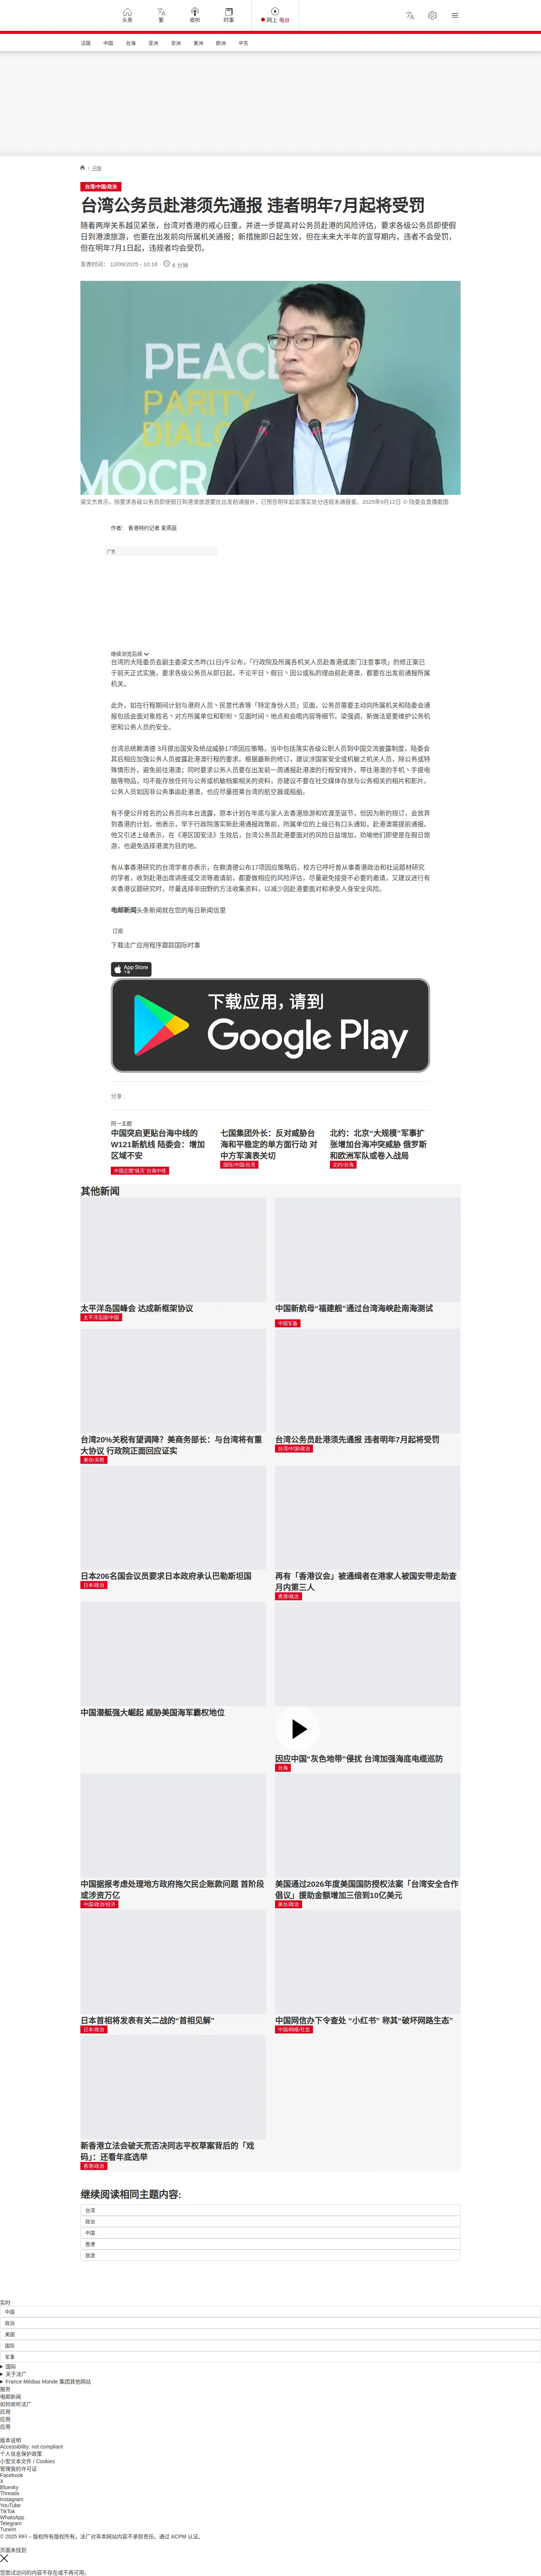 头条
繁
收听
时事
网上 电台
法国
中国
台海
亚洲
非洲
美洲
欧洲
中东
/ 中国
台湾/中国/政治
台湾公务员赴港须先通报 违者明年7月起将受罚
随着两岸关系越见紧张，台湾对香港的戒心日重，并进一步提高对公务员赴港的风险评估，要求各级公务员即使假
日到港澳旅游，也要在出发前向所属机关通报；新措施即日起生效，但在未来大半年的宣导期内，违者不会受罚，
但在明年7月1日起，违规者均会受罚。
发表时间： 12/09/2025 - 10:10
6 分钟
PEACE
PARITY
DIALO
MOCR
梁文杰表示，除要求各级公务员即使假日到港澳旅游要在出发前通报外，已预告明年起会落实处分违规未通报者。2025年9月12日 © 陆委会直播截图
作者： 香港特约记者 麦燕庭
广告
继续浏览后续
台湾的大陆委员会副主委梁文杰昨(11日)午公布，「行政院及所属各机关人员赴香港或澳门注意事项」的修正案已
于前天正式实施，要求各级公务员从即日起，不论平日丶假日丶因公或私的理由前赴港澳，都要在出发前通报所属
机关。
此外，如在行程期间计划与港府人员丶民意代表等「特定身份人员」见面，公务员需要主动向所属机关和陆委会通
报包括会面对象姓名丶对方所属单位和职衔丶见面时间丶地点和会晤内容等细节。梁强调，新做法是要维护公务机
密和公务人员的安全。
台湾总统赖清德 3月提出国安及统战威胁17项因应策略，当中包括落实各级公职人员到中国交流披露制度，陆委会
其后相应加强公务人员披露赴港澳行程的要求。根据最新的修订，建议涉国家安全或机敏之机关人员，除公务或特
殊情形外，避免前往港澳；同时要求公务人员要在出发前一周通报赴港澳的行程安排外，带往港澳的手机丶手提电
脑等物品，均不能存放任何与公务或机敏档案相关的资料，亦建议不要在社交媒体存放与公务相关的相片和影片。
公务人员如因非公务事由赴港澳，也应尽量搭乘台湾的航空器或船舶。
有不便公开姓名的公务员向本台透露，原本计划在年底与家人去香港旅游和欢渡圣诞节，但因为新的规订，会放弃
到香港的计划。他表示，早于行政院落实新赴港通报政策前，所属单位的上级已有口头通知，赴港澳需提前通报。
他又引述上级表示，在《港区国安法》生效后，台湾公务员赴港要面对的风险日益增加，劝喻他们即使是在假日旅
游，也避免选择港澳为目的地。
有从事香港研究的台湾学者亦表示，在赖清德公布17项因应策略后，校方已呼吁曾从事香港政治和社运题材研究
的学者，收到赴港出席讲座或交流等邀请前，都要做相应的风险评估，尽量避免接受不必要的邀请，又建议进行有
关香港议题研究时，尽量选择非田野的方法收集资料，以减少因赴港要面对和承受人身安全风险。
电邮新闻头条新闻就在您的每日新闻信里
订阅
下载法广应用程序跟踪国际时事
App Store
下载应用，请到
Google Play
分享 :
同一主题
中国突启更贴台海中线的
W121新航线 陆委会：增加
区域不安
中国企图“抹灭”台海中线
七国集团外长：反对威胁台
海和平稳定的单方面行动 对
中方军演表关切
国际/中国/台湾
北约：北京“大规模”军事扩
张增加台海冲突威胁 俄罗斯
和欧洲军队或卷入战局
北约/台海
其他新闻
太平洋岛国峰会 达成新框架协议
太平洋岛国/中国
中国新航母“福建舰”通过台湾海峡赴南海测试
中国军备
台湾20%关税有望调降？美商务部长：与台湾将有重
大协议 行政院正面回应证实
美台/关税
台湾公务员赴港须先通报 违者明年7月起将受罚
台湾/中国/政治
日本206名国会议员要求日本政府承认巴勒斯坦国
日本/政治
再有「香港议会」被通缉者在港家人被国安带走助查
月内第三人
香港/政治
中国潜艇强大崛起 威胁美国海军霸权地位
因应中国“灰色地带”侵扰 台湾加强海底电缆巡防
台海
中国据报考虑处理地方政府拖欠民企账款问题 首阶段
或涉资万亿
中国/政治/经济
美国通过2026年度美国国防授权法案「台湾安全合作
倡议」援助金额增加三倍到10亿美元
美台/政治
日本首相将发表有关二战的“首相见解”
日本/政治
中国网信办下令查处 “小红书” 称其“破坏网路生态”
中国/网络/社会
新香港立法会破天荒否决同志平权草案背后的「戏
码」：还看年底选举
香港/政治
继续阅读相同主题内容:
台湾
政治
中国
香港
旅游
实时
中国
政治
美国
国际
军事
国际
关于法广
France Médias Monde 集团其他网站
服务
电邮新闻
如何收听法广
应用
应用
应用
版本说明
Accessibility: not compliant
个人信息保护政策
小型文本文件 / Cookies
管理我的许可证
Facebook
X
Bluesky
Threads
Instagram
YouTube
TikTok
WhatsApp
Telegram
TuneIn
© 2025 RFI – 版权所有版权所有。法广对非本网站内容不承担责任。通过 ACPM 认证。
页面未找到
您尝试访问的内容不存在或不再可用。